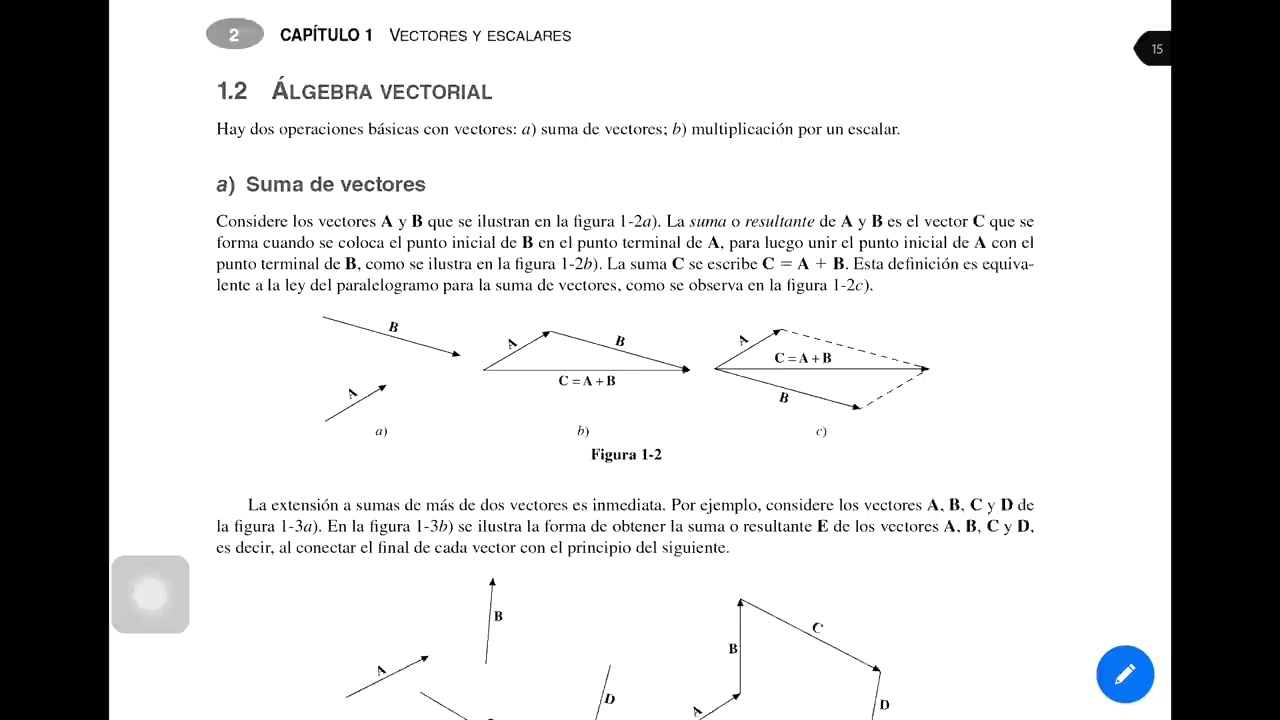 2 CAPÍTULO 1 VECTORES Y ESCALARES
15
1.2 ÁLGEBRA VECTORIAL
Hay dos operaciones básicas con vectores: a) suma de vectores; b) multiplicación por un escalar.
a) Suma de vectores
Considere los vectores A y B que se ilustran en la figura 1-2a). La suma o resultante de A y B es el vector C que se
forma cuando se coloca el punto inicial de B en el punto terminal de A, para luego unir el punto inicial de A con el
punto terminal de B, como se ilustra en la figura 1-2b). La suma C se escribe C = A + B. Esta definición es equiva-
lente a la ley del paralelogramo para la suma de vectores, como se observa en la figura 1-2c).
B
A
a)
A
B
C = A + B
b)
A
C = A + B
B
c)
Figura 1-2
La extensión a sumas de más de dos vectores es inmediata. Por ejemplo, considere los vectores A, B, C y D de
la figura 1-3a). En la figura 1-3b) se ilustra la forma de obtener la suma o resultante E de los vectores A, B, C y D,
es decir, al conectar el final de cada vector con el principio del siguiente.
B
A
D
C
B
A
D